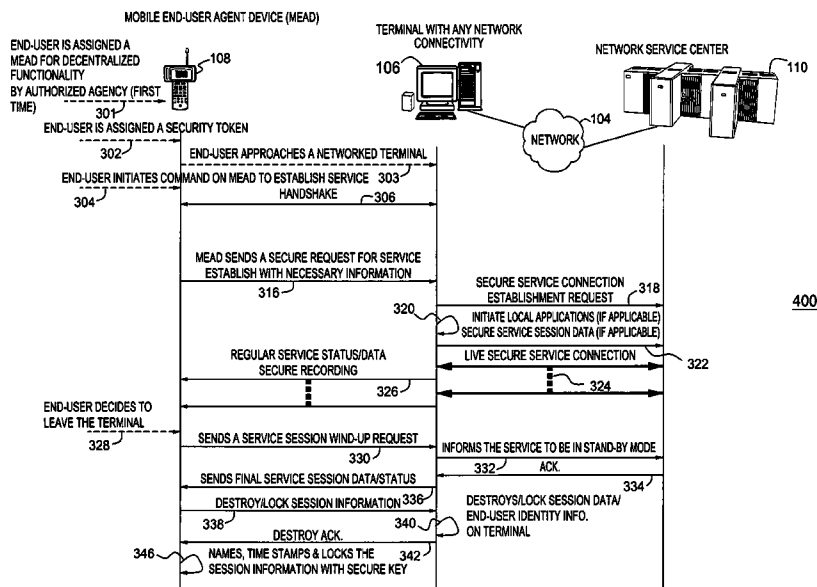 MOBILE END-USER AGENT DEVICE (MEAD)
TERMINAL WITH ANY NETWORK
CONNECTIVITY
NETWORK SERVICE CENTER
END-USER IS ASSIGNED A
MEAD FOR DECENTRALIZED
FUNCTIONALITY
BY AUTHORIZED AGENCY (FIRST
TIME)
301
108
106
110
104
NETWORK
END-USER IS ASSIGNED A SECURITY TOKEN
302
END-USER APPROACHES A NETWORKED TERMINAL
303
END-USER INITIATES COMMAND ON MEAD TO ESTABLISH SERVICE
304
HANDSHAKE
306
MEAD SENDS A SECURE REQUEST FOR SERVICE
ESTABLISH WITH NECESSARY INFORMATION
316
SECURE SERVICE CONNECTION
ESTABLISHMENT REQUEST
318
400
320
INITIATE LOCAL APPLICATIONS (IF APPLICABLE)
SECURE SERVICE SESSION DATA (IF APPLICABLE)
322
REGULAR SERVICE STATUS/DATA
SECURE RECORDING
326
LIVE SECURE SERVICE CONNECTION
324
END-USER DECIDES TO
LEAVE THE TERMINAL
328
SENDS A SERVICE SESSION WIND-UP REQUEST
330
INFORMS THE SERVICE TO BE IN STAND-BY MODE
332
ACK.
334
SENDS FINAL SERVICE SESSION DATA/STATUS
336
DESTROY/LOCK SESSION INFORMATION
338
340
DESTROYS/LOCK SESSION DATA/
END-USER IDENTITY INFO.
ON TERMINAL
DESTROY ACK.
342
346
NAMES, TIME STAMPS & LOCKS THE
SESSION INFORMATION WITH SECURE KEY